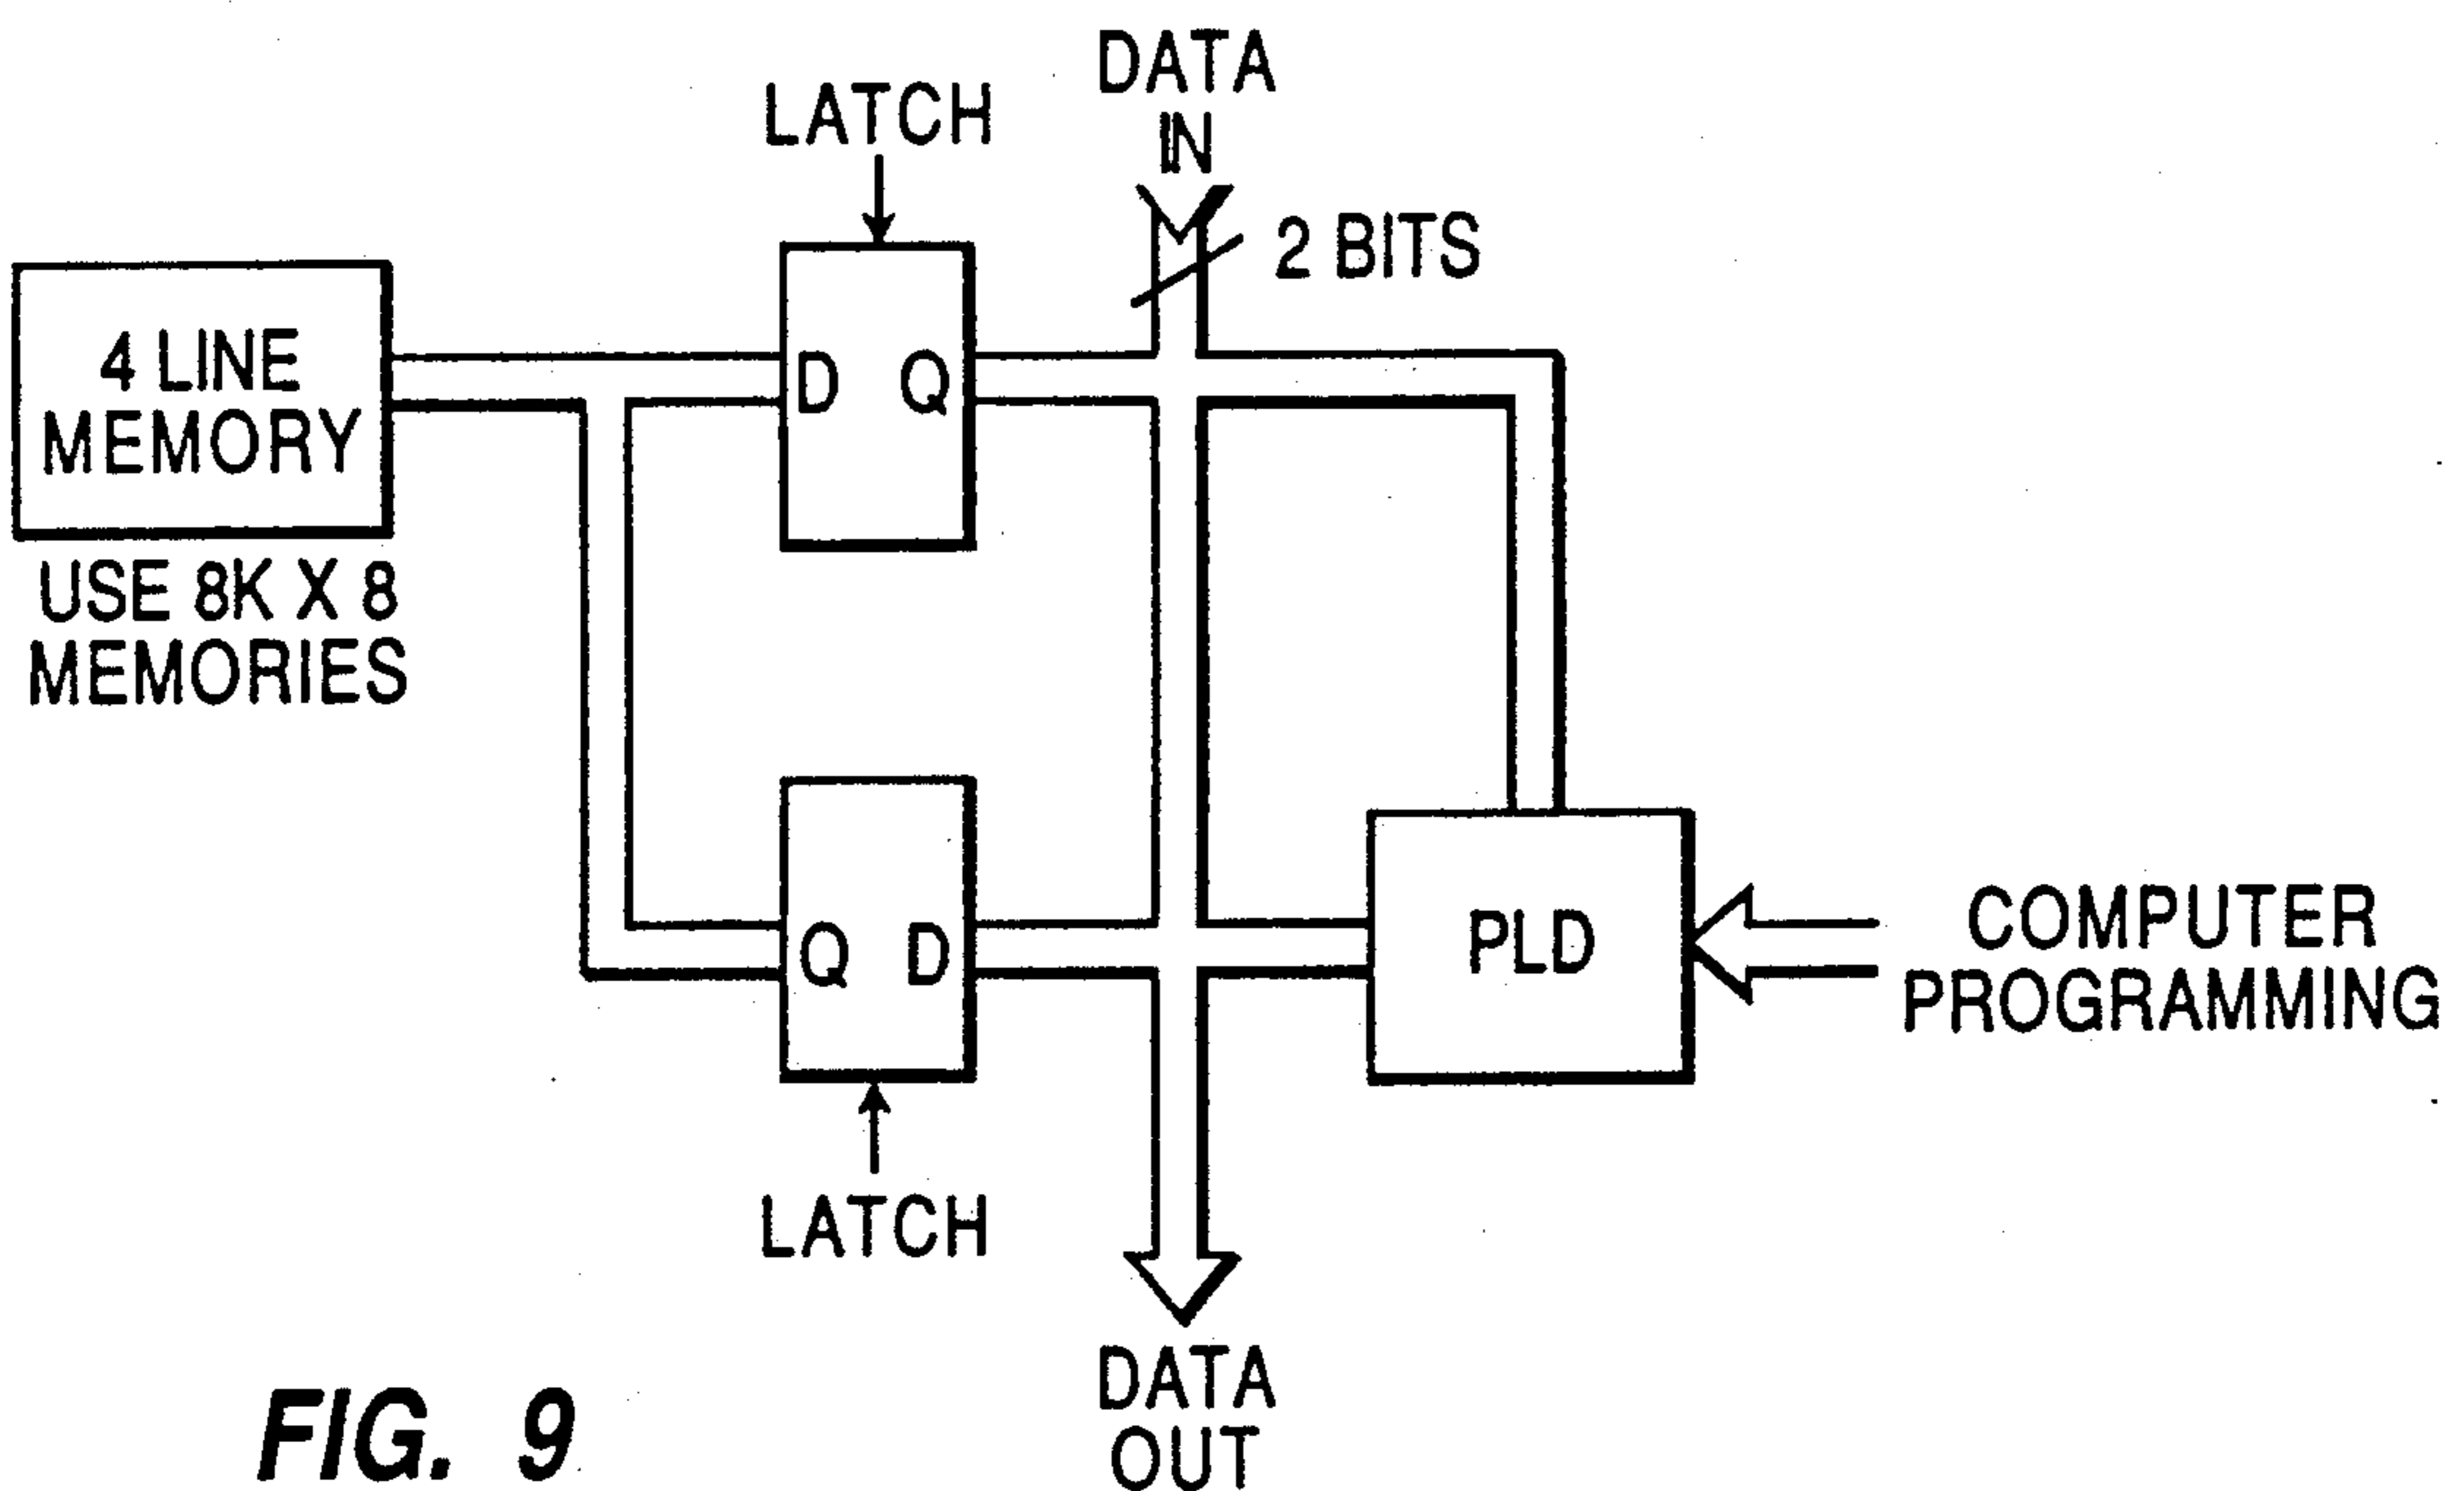 DATA
IN
LATCH
2 BITS
4 LINE
MEMORY
D Q
USE 8K X 8
MEMORIES
Q D
PLD
COMPUTER
PROGRAMMING
LATCH
DATA
OUT
FIG. 9